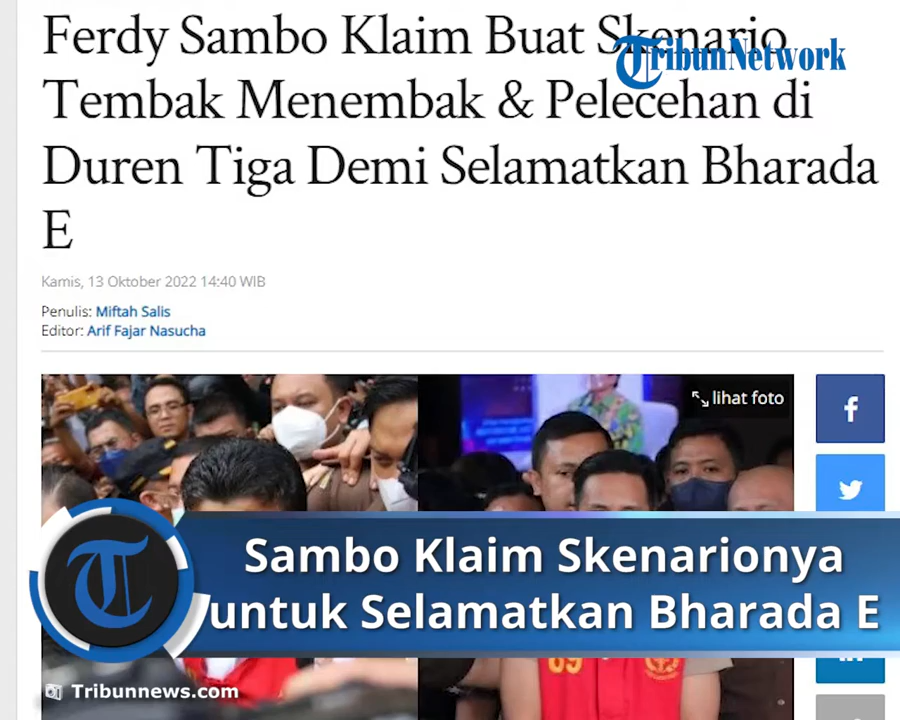 Ferdy Sambo Klaim Buat Skenario
TribunNetwork
Tembak Menembak & Pelecehan di
Duren Tiga Demi Selamatkan Bharada
E
Kamis, 13 Oktober 2022 14:40 WIB
Penulis: Miftah Salis
Editor: Arif Fajar Nasucha
lihat foto
f
Sambo Klaim Skenarionya
untuk Selamatkan Bharada E
T
in
69
Tribunnews.com